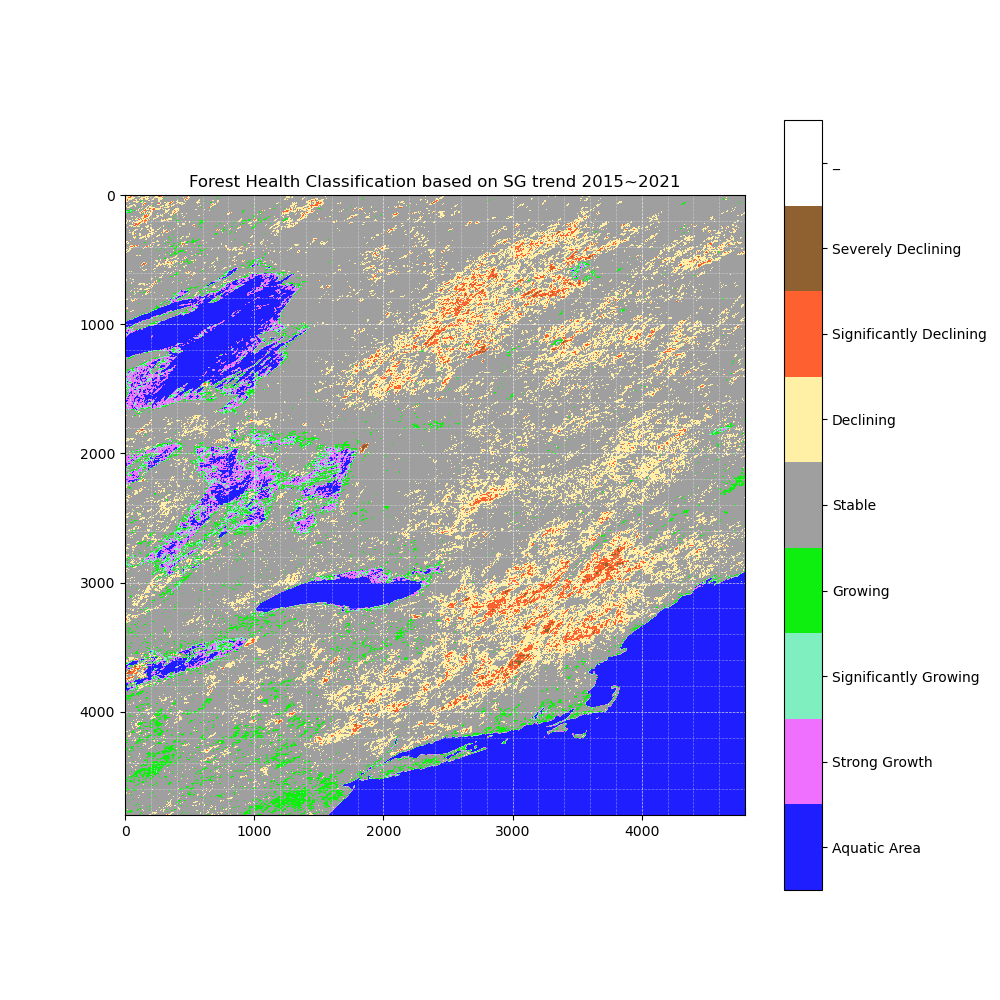 Forest Health Classification based on SG trend 2015~2021
0
1000
2000
3000
4000
0
1000
2000
3000
4000
_
Severely Declining
Significantly Declining
Declining
Stable
Growing
Significantly Growing
Strong Growth
Aquatic Area